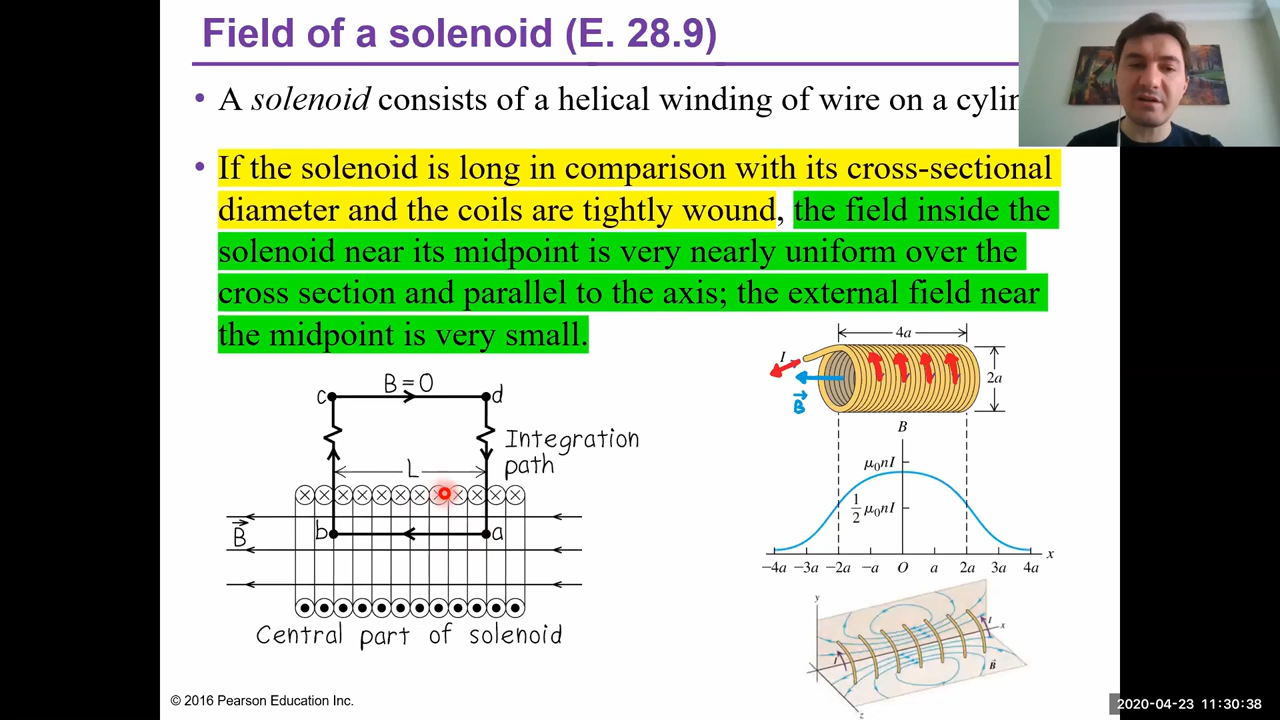 Field of a solenoid (E. 28.9)
• A solenoid consists of a helical winding of wire on a cylin
• If the solenoid is long in comparison with its cross-sectional
diameter and the coils are tightly wound, the field inside the
solenoid near its midpoint is very nearly uniform over the
cross section and parallel to the axis; the external field near
the midpoint is very small.
c B=0 d
Integration
path
L
B
b a
Central part of solenoid
4a
I
2a
B
B
μ₀nI
1/2 μ₀nI
x
−4a −3a −2a −a O a 2a 3a 4a
y
I
x
I
B
z
© 2016 Pearson Education Inc.
2020-04-23 11:30:38